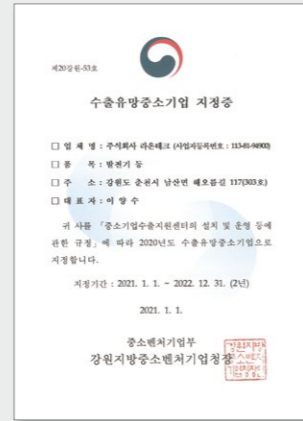 제20강원-53호
수출유망중소기업 지정증
□ 업 체 명 : 주식회사 라온테크 (사업자등록번호 : 113-81-94900)
□ 품 목 : 발전기 등
□ 주 소 : 강원도 춘천시 남산면 해오름길 117(303호)
□ 대 표 자 : 이 양 수
귀 사를 「중소기업수출지원센터의 설치 및 운영 등에
관한 규정」에 따라 2020년도 수출유망중소기업으로
지정합니다.
지정기간 : 2021. 1. 1. ~ 2022. 12. 31. (2년)
2021. 1. 1.
중소벤처기업부
강원지방중소벤처기업청장